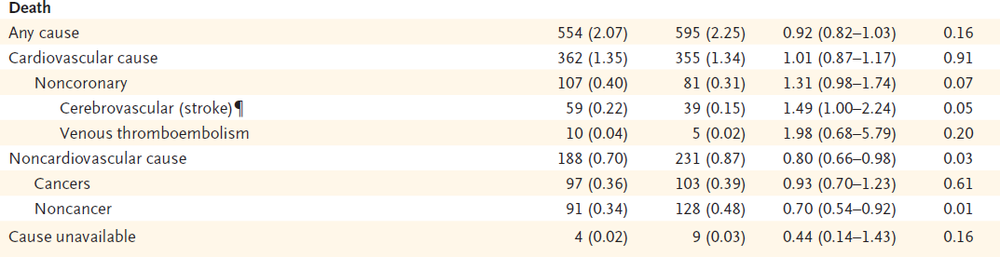 Death
Any cause 554 (2.07) 595 (2.25) 0.92 (0.82–1.03) 0.16
Cardiovascular cause 362 (1.35) 355 (1.34) 1.01 (0.87–1.17) 0.91
Noncoronary 107 (0.40) 81 (0.31) 1.31 (0.98–1.74) 0.07
Cerebrovascular (stroke)¶ 59 (0.22) 39 (0.15) 1.49 (1.00–2.24) 0.05
Venous thromboembolism 10 (0.04) 5 (0.02) 1.98 (0.68–5.79) 0.20
Noncardiovascular cause 188 (0.70) 231 (0.87) 0.80 (0.66–0.98) 0.03
Cancers 97 (0.36) 103 (0.39) 0.93 (0.70–1.23) 0.61
Noncancer 91 (0.34) 128 (0.48) 0.70 (0.54–0.92) 0.01
Cause unavailable 4 (0.02) 9 (0.03) 0.44 (0.14–1.43) 0.16